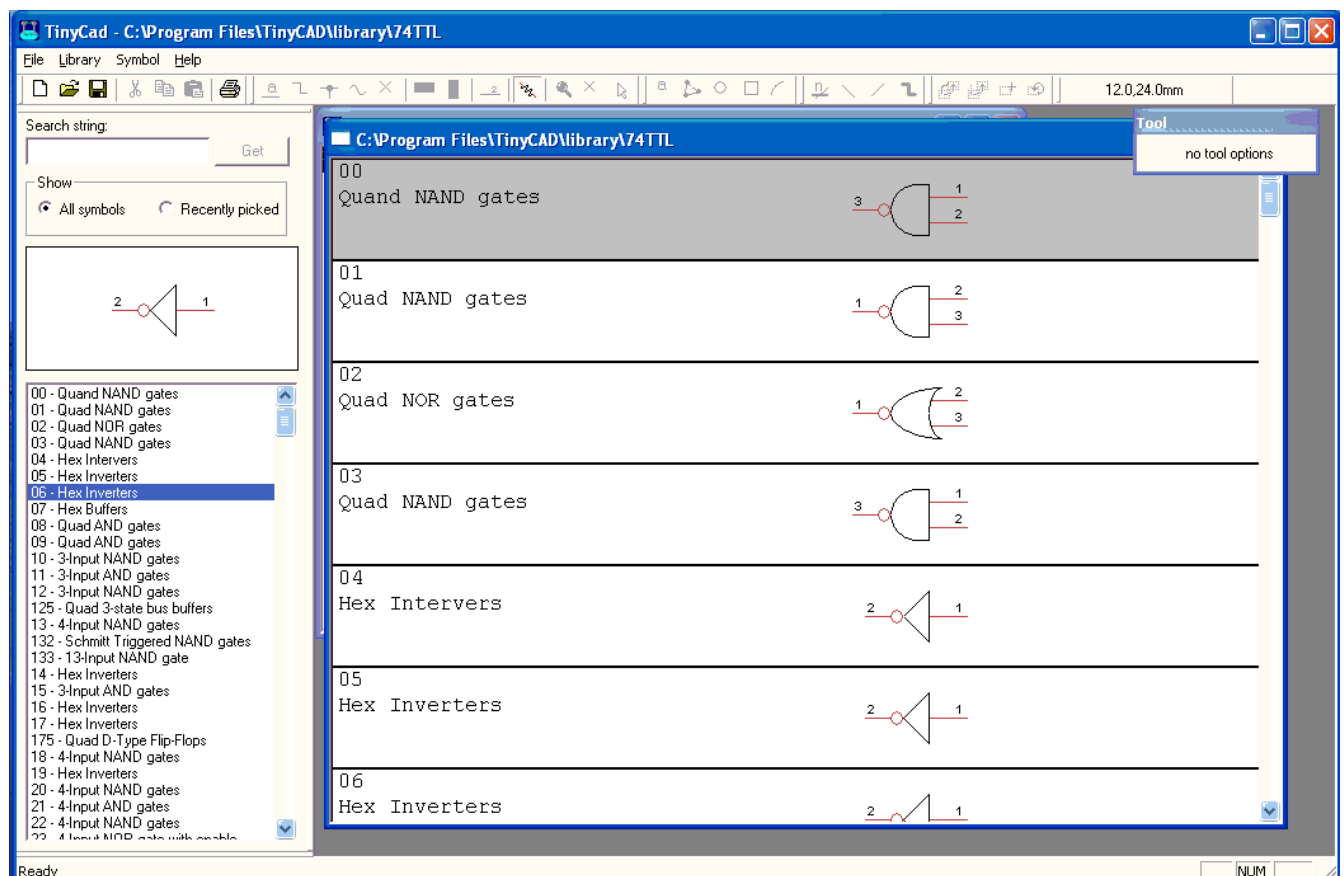 TinyCad - C:\Program Files\TinyCAD\library\74TTL
File Library Symbol Help
12.0,24.0mm
Search string:
Get
Show
All symbols Recently picked
2 1
00 - Quand NAND gates
01 - Quad NAND gates
02 - Quad NOR gates
03 - Quad NAND gates
04 - Hex Intervers
05 - Hex Inverters
06 - Hex Inverters
07 - Hex Buffers
08 - Quad AND gates
09 - Quad AND gates
10 - 3-Input NAND gates
11 - 3-Input AND gates
12 - 3-Input NAND gates
125 - Quad 3-state bus buffers
13 - 4-Input NAND gates
132 - Schmitt Triggered NAND gates
133 - 13-Input NAND gate
14 - Hex Inverters
15 - 3-Input AND gates
16 - Hex Inverters
17 - Hex Inverters
175 - Quad D-Type Flip-Flops
18 - 4-Input NAND gates
19 - Hex Inverters
20 - 4-Input NAND gates
21 - 4-Input AND gates
22 - 4-Input NAND gates
23 - 4-Input NOR gate with enable
C:\Program Files\TinyCAD\library\74TTL
Tool
no tool options
00
Quand NAND gates
3 1
2
01
Quad NAND gates
1 2
3
02
Quad NOR gates
1 2
3
03
Quad NAND gates
3 1
2
04
Hex Intervers
2 1
05
Hex Inverters
2 1
06
Hex Inverters
2 1
Ready
NUM